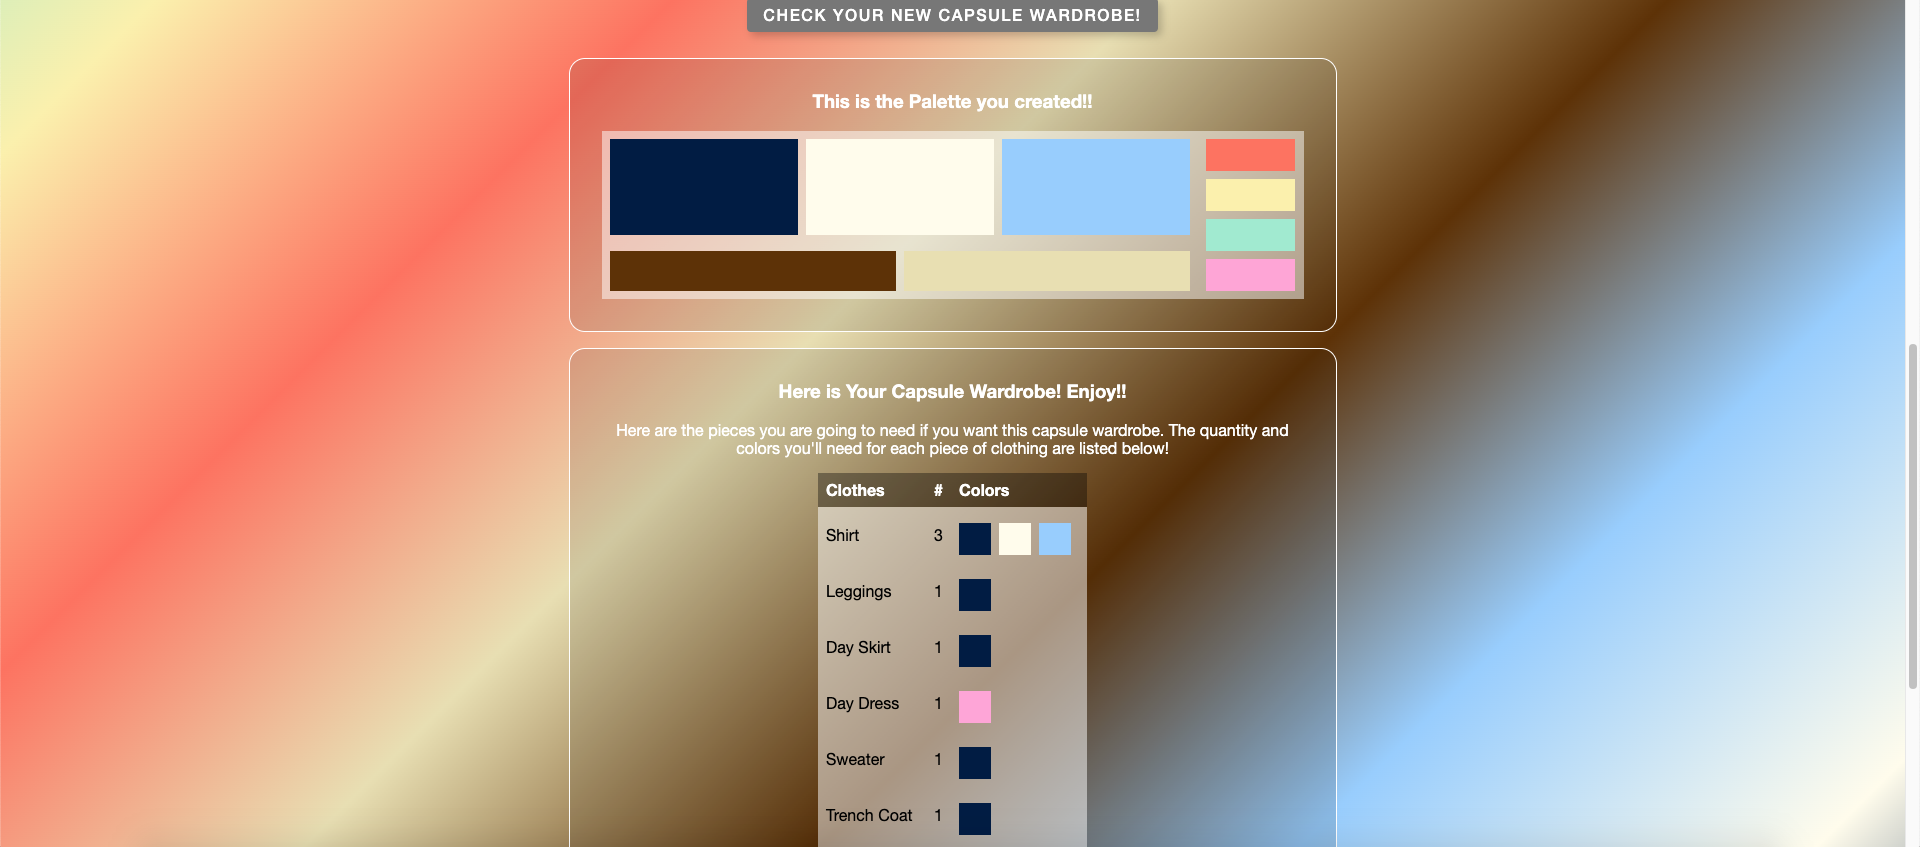 CHECK YOUR NEW CAPSULE WARDROBE!
This is the Palette you created!!
Here is Your Capsule Wardrobe! Enjoy!!
Here are the pieces you are going to need if you want this capsule wardrobe. The quantity and
colors you'll need for each piece of clothing are listed below!
Clothes # Colors
Shirt 3
Leggings 1
Day Skirt 1
Day Dress 1
Sweater 1
Trench Coat 1